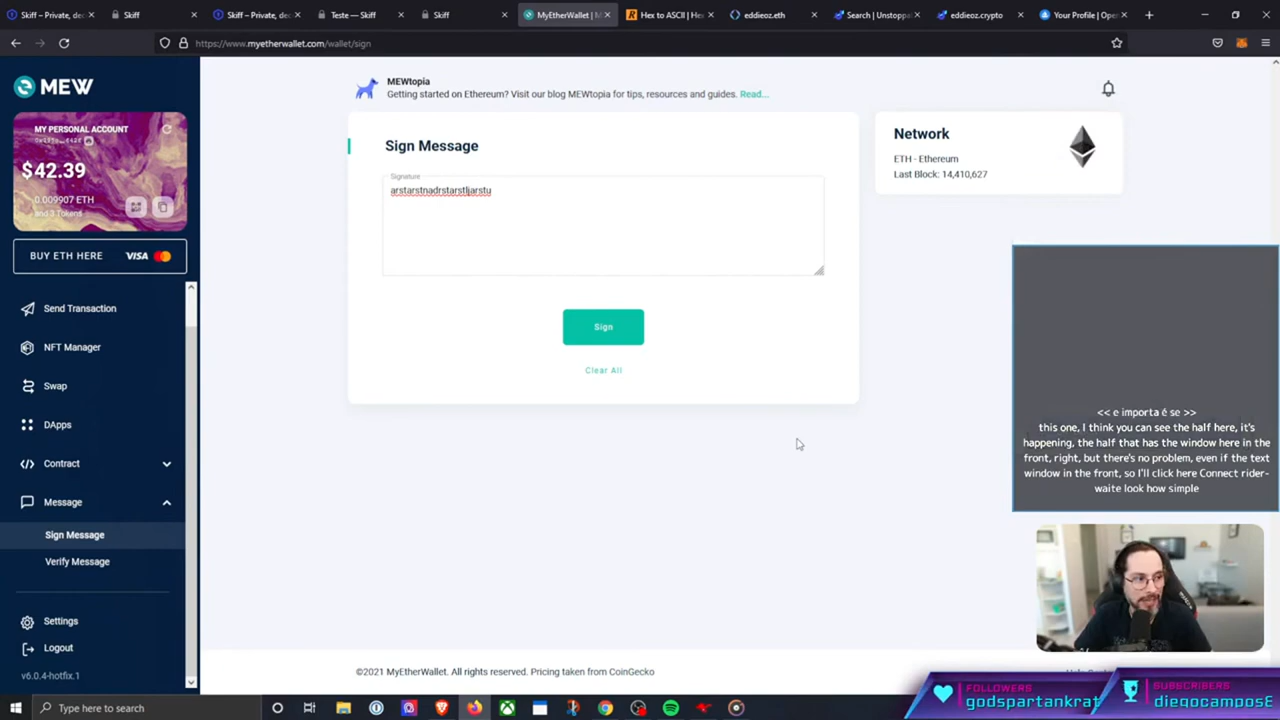 Skiff – Private, dec
Skiff
Skiff – Private, dec
Teste — Skiff
Skiff
MyEtherWallet | M
Hex to ASCII | Hex
eddieoz.eth
Search | Unstoppa
eddieoz.crypto
Your Profile | Open
https://www.myetherwallet.com/wallet/sign
MEW
MEWtopia
Getting started on Ethereum? Visit our blog MEWtopia for tips, resources and guides. Read...
MY PERSONAL ACCOUNT
$42.39
0.009907 ETH
and 3 Tokens
BUY ETH HERE VISA
Send Transaction
NFT Manager
Swap
DApps
Contract
Message
Sign Message
Verify Message
Settings
Logout
v6.0.4-hotfix.1
Sign Message
Signature
arstarstnadrstarstljarstu
Sign
Clear All
Network
ETH - Ethereum
Last Block: 14,410,627
<< e importa é se >>
this one, I think you can see the half here, it's
happening, the half that has the window here in the
front, right, but there's no problem, even if the text
window in the front, so I'll click here Connect rider-
waite look how simple
©2021 MyEtherWallet. All rights reserved. Pricing taken from CoinGecko
FOLLOWERS
godspartankrat
SUBSCRIBERS
diegocamposE
Type here to search